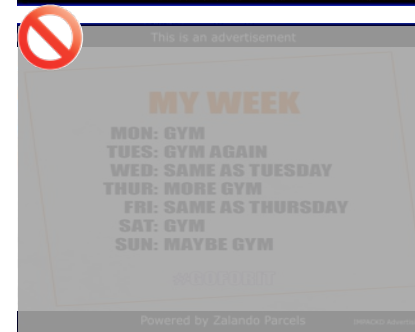 This is an advertisement
MY WEEK
MON: GYM
TUES: GYM AGAIN
WED: SAME AS TUESDAY
THUR: MORE GYM
FRI: SAME AS THURSDAY
SAT: GYM
SUN: MAYBE GYM
Powered by Zalando Parcels